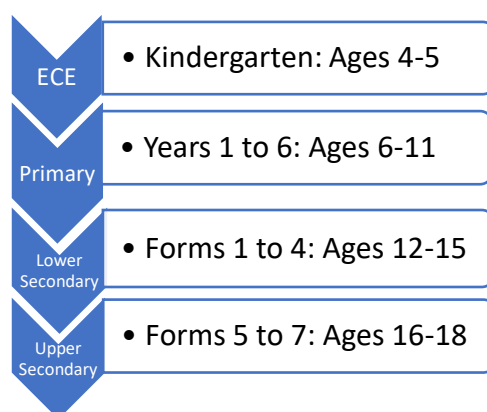 ECE
• Kindergarten: Ages 4-5
Primary
• Years 1 to 6: Ages 6-11
Lower
Secondary
• Forms 1 to 4: Ages 12-15
Upper
Secondary
• Forms 5 to 7: Ages 16-18